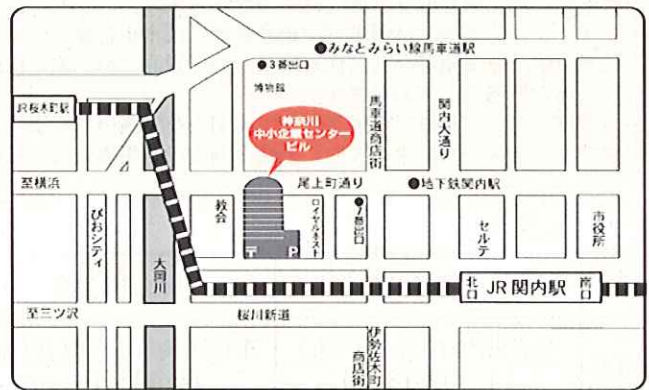 ●みなとみらい線馬車道駅
●3番出口
博物館
JR桜木町駅
神奈川
中小企業センター
ビル
馬車道商店街
関内大通り
至横浜
尾上町通り
●地下鉄関内駅
ぴおシティ
大岡川
教会
〒
P
ロイヤルホスト
●7番出口
セルテ
市役所
北口
JR関内駅
南口
至三ツ沢
桜川新道
伊勢佐木町
商店街